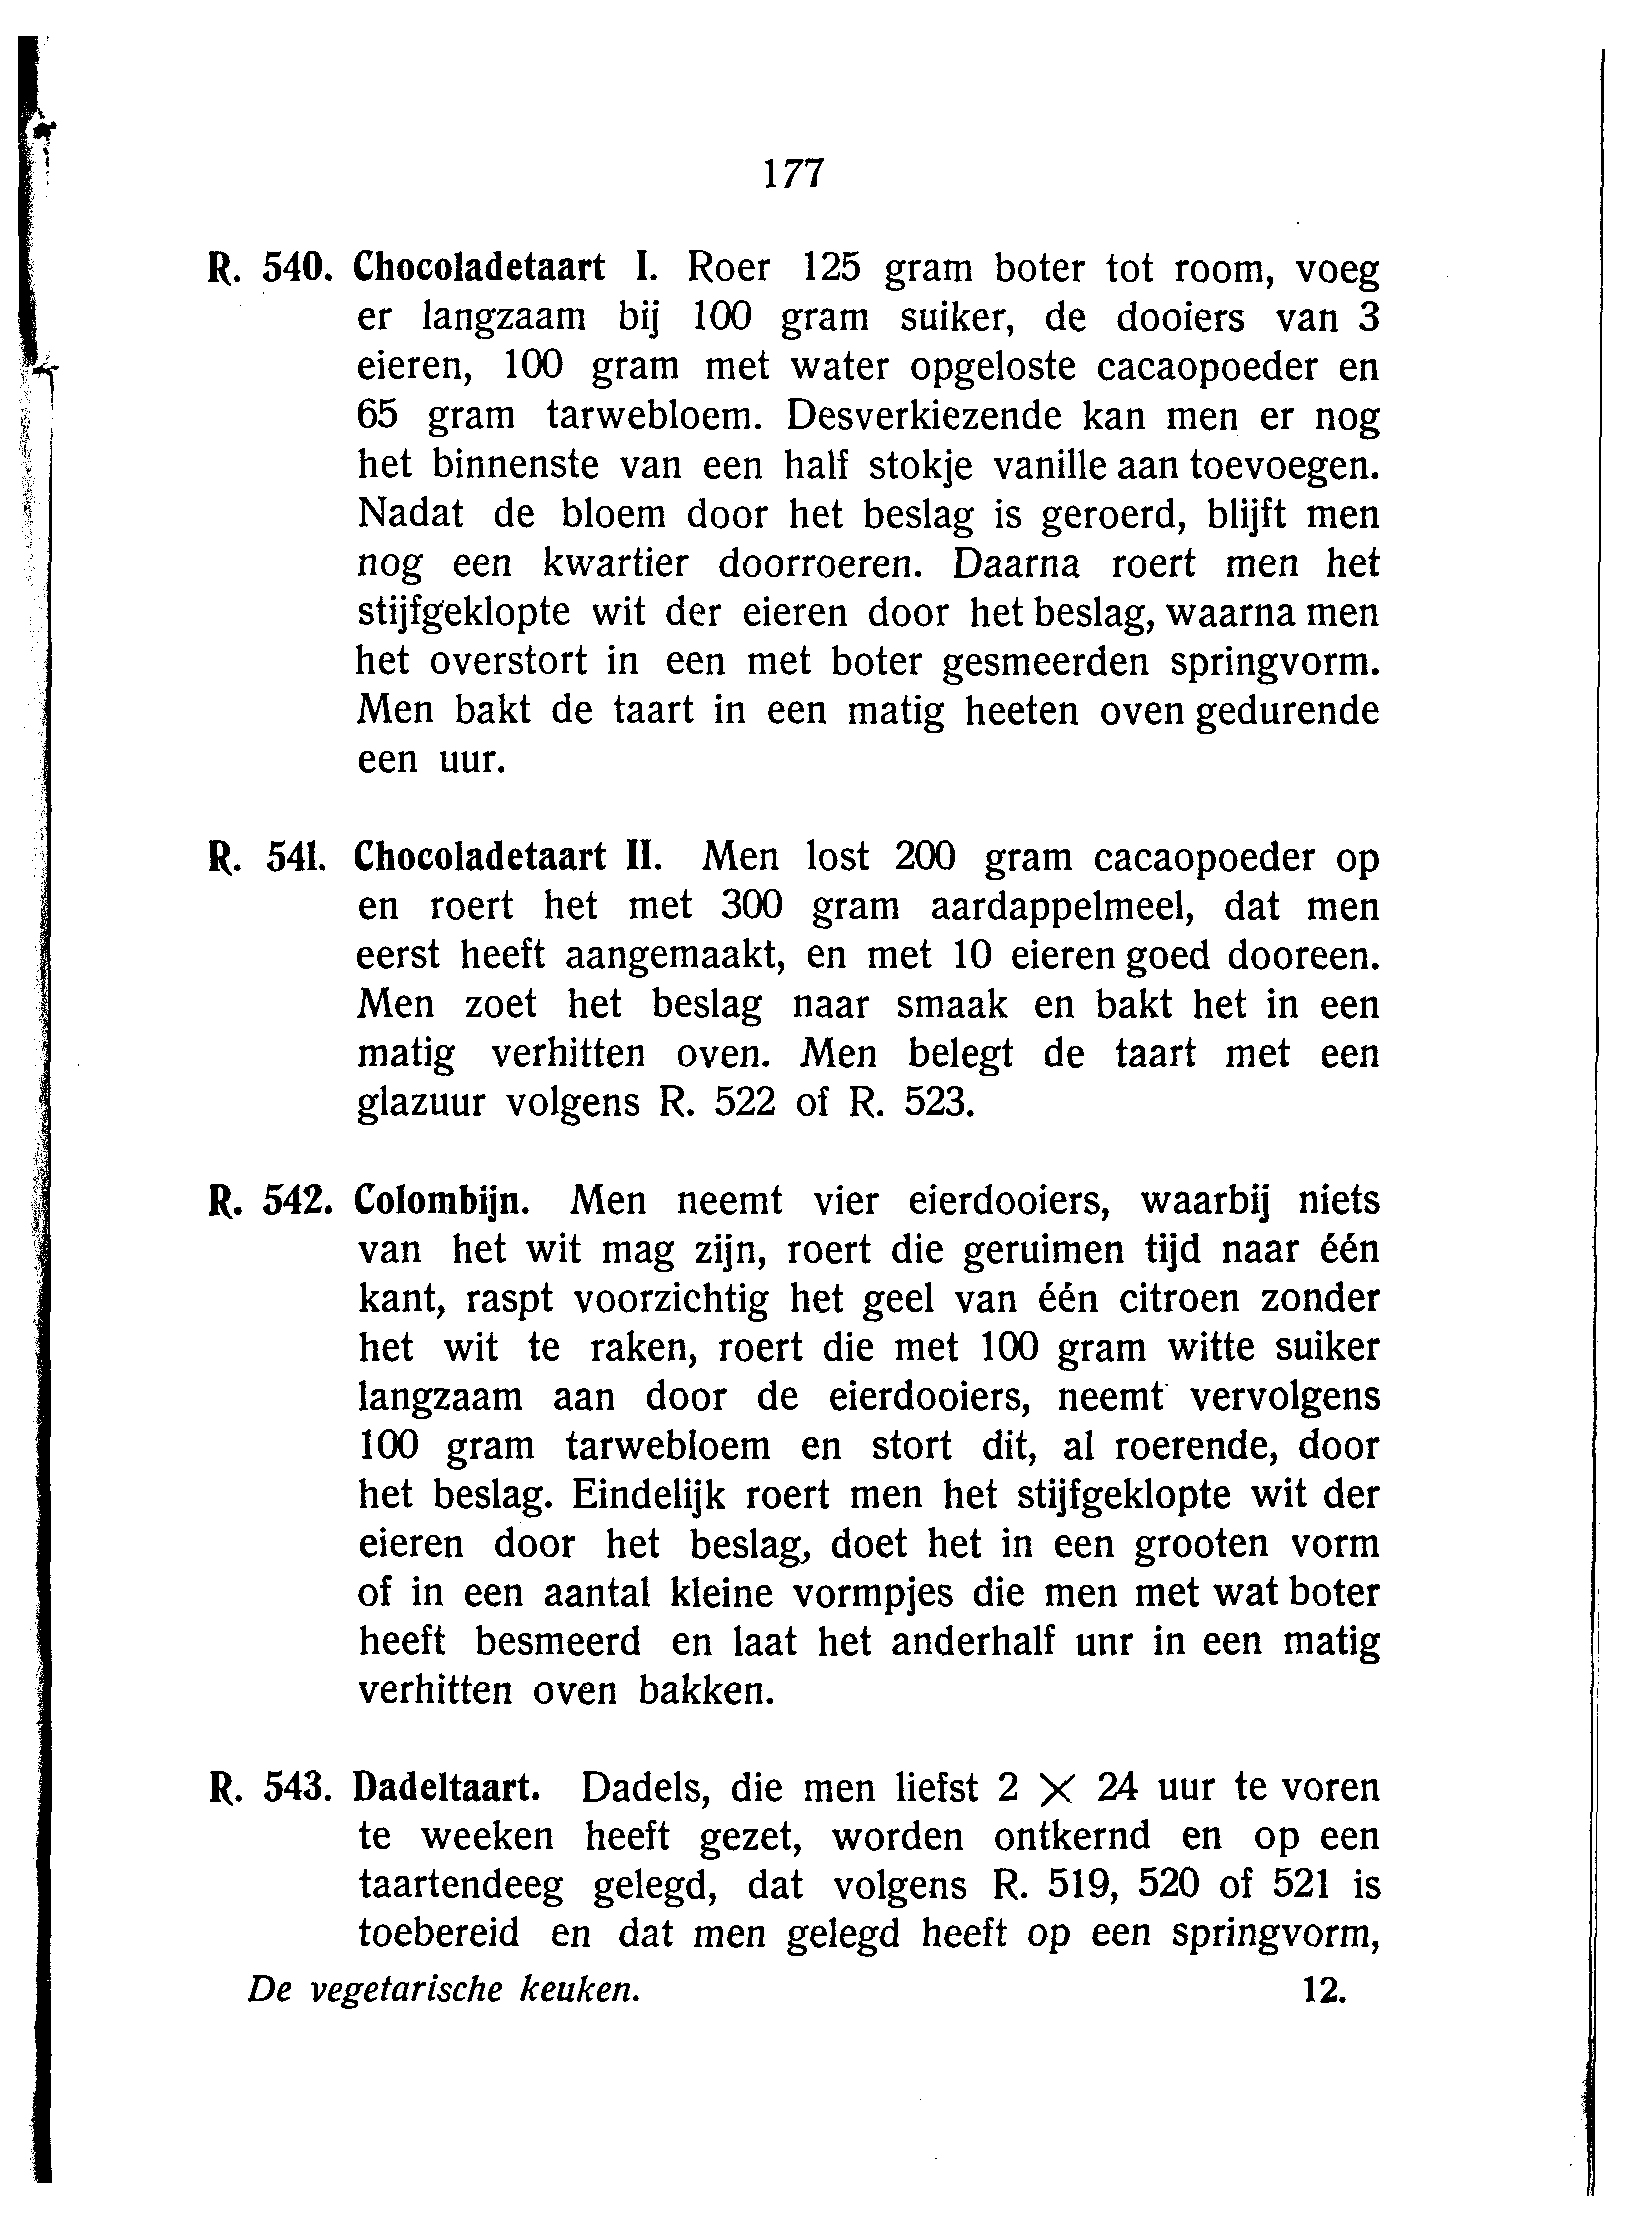 177
R. 540. Chocoladetaart I. Roer 125 gram boter tot room, voeg
er langzaam bij 100 gram suiker, de dooiers van 3
eieren, 100 gram met water opgeloste cacaopoeder en
65 gram tarwebloem. Desverkiezende kan men er nog
het binnenste van een half stokje vanille aan toevoegen.
Nadat de bloem door het beslag is geroerd, blijft men
nog een kwartier doorroeren. Daarna roert men het
stijfgeklopte wit der eieren door het beslag, waarna men
het overstort in een met boter gesmeerden springvorm.
Men bakt de taart in een matig heeten oven gedurende
een uur.
R. 541. Chocoladetaart II. Men lost 200 gram cacaopoeder op
en roert het met 300 gram aardappelmeel, dat men
eerst heeft aangemaakt, en met 10 eieren goed dooreen.
Men zoet het beslag naar smaak en bakt het in een
matig verhitten oven. Men belegt de taart met een
glazuur volgens R. 522 of R. 523.
R. 542. Colombijn. Men neemt vier eierdooiers, waarbij niets
van het wit mag zijn, roert die geruimen tijd naar één
kant, raspt voorzichtig het geel van één citroen zonder
het wit te raken, roert die met 100 gram witte suiker
langzaam aan door de eierdooiers, neemt vervolgens
100 gram tarwebloem en stort dit, al roerende, door
het beslag. Eindelijk roert men het stijfgeklopte wit der
eieren door het beslag, doet het in een grooten vorm
of in een aantal kleine vormpjes die men met wat boter
heeft besmeerd en laat het anderhalf unr in een matig
verhitten oven bakken.
R. 543. Dadeltaart. Dadels, die men liefst 2 × 24 uur te voren
te weeken heeft gezet, worden ontkernd en op een
taartendeeg gelegd, dat volgens R. 519, 520 of 521 is
toebereid en dat men gelegd heeft op een springvorm,
De vegetarische keuken. 12.